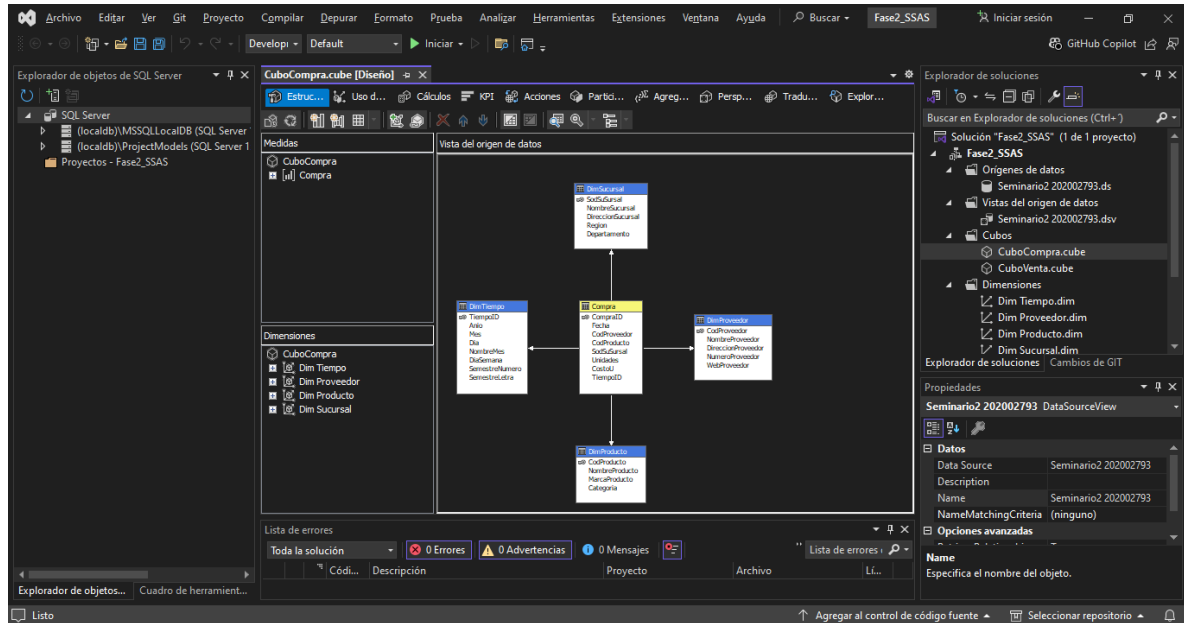 Archivo Editar Ver Git Proyecto Compilar Depurar Formato Prueba Analizar Herramientas Extensiones Ventana Ayuda Buscar Fase2_SSAS Iniciar sesión
Developi Default Iniciar GitHub Copilot
Explorador de objetos de SQL Server
SQL Server
(localdb)\MSSQLLocalDB (SQL Server
(localdb)\ProjectModels (SQL Server 1
Proyectos - Fase2_SSAS
Explorador de objetos... Cuadro de herramient...
CuboCompra.cube [Diseño]
Estruc... Uso d... Cálculos KPI Acciones Partici... Agreg... Persp... Tradu... Explor...
Medidas
CuboCompra
Compra
Dimensiones
CuboCompra
Dim Tiempo
Dim Proveedor
Dim Producto
Dim Sucursal
Vista del origen de datos
DimSucursal
SodSuSursal
NombreSucursal
DireccionSucursal
Region
Departamento
DimTiempo
TiempoID
Anio
Mes
Dia
NombreMes
DiaSemana
SemestreNumero
SemestreLetra
Compra
CompraID
Fecha
CodProveedor
CodProducto
SodSuSursal
Unidades
CostoU
TiempoID
DimProveedor
CodProveedor
NombreProveedor
DireccionProveedor
NumeroProveedor
WebProveedor
DimProducto
CodProducto
NombreProducto
MarcaProducto
Categoria
Lista de errores
Toda la solución 0 Errores 0 Advertencias 0 Mensajes Lista de errores
Códi... Descripción Proyecto Archivo Lí...
Explorador de soluciones
Buscar en Explorador de soluciones (Ctrl+´)
Solución "Fase2_SSAS" (1 de 1 proyecto)
Fase2_SSAS
Orígenes de datos
Seminario2 202002793.ds
Vistas del origen de datos
Seminario2 202002793.dsv
Cubos
CuboCompra.cube
CuboVenta.cube
Dimensiones
Dim Tiempo.dim
Dim Proveedor.dim
Dim Producto.dim
Dim Sucursal.dim
Explorador de soluciones Cambios de GIT
Propiedades
Seminario2 202002793 DataSourceView
Datos
Data Source Seminario2 202002793
Description
Name Seminario2 202002793
NameMatchingCriteria (ninguno)
Opciones avanzadas
Name
Especifica el nombre del objeto.
Listo Agregar al control de código fuente Seleccionar repositorio